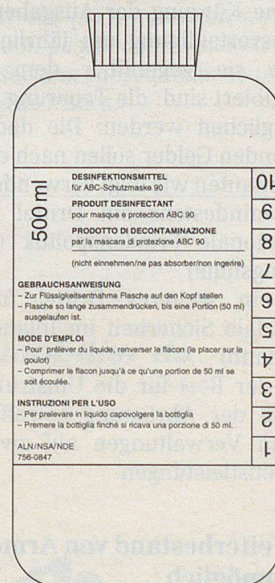 500 ml
DESINFEKTIONSMITTEL
für ABC-Schutzmaske 90
PRODUIT DESINFECTANT
pour masque e protection ABC 90
PRODOTTO DI DECONTAMINAZIONE
par la mascara di protezione ABC 90
(nicht einnehmen/ne pas absorber/non ingerire)
GEBRAUCHSANWEISUNG
– Zur Flüssigkeitsentnahme Flasche auf den Kopf stellen
– Flasche so lange zusammendrücken, bis eine Portion (50 ml)
ausgelaufen ist.
MODE D'EMPLOI
– Pour prélever du liquide, renverser le flacon (le placer sur le
goulot)
– Comprimer le flacon jusqu'à ce qu'une portion de 50 ml se
soit écoulée.
INSTRUZIONI PER L'USO
– Per prelevare in liquido capovolgere la bottiglia
– Premere la bottiglia finché si ricava una porzione di 50 ml.
ALN/NSA/NDE
756-0847
10
9
8
7
6
5
4
3
2
1